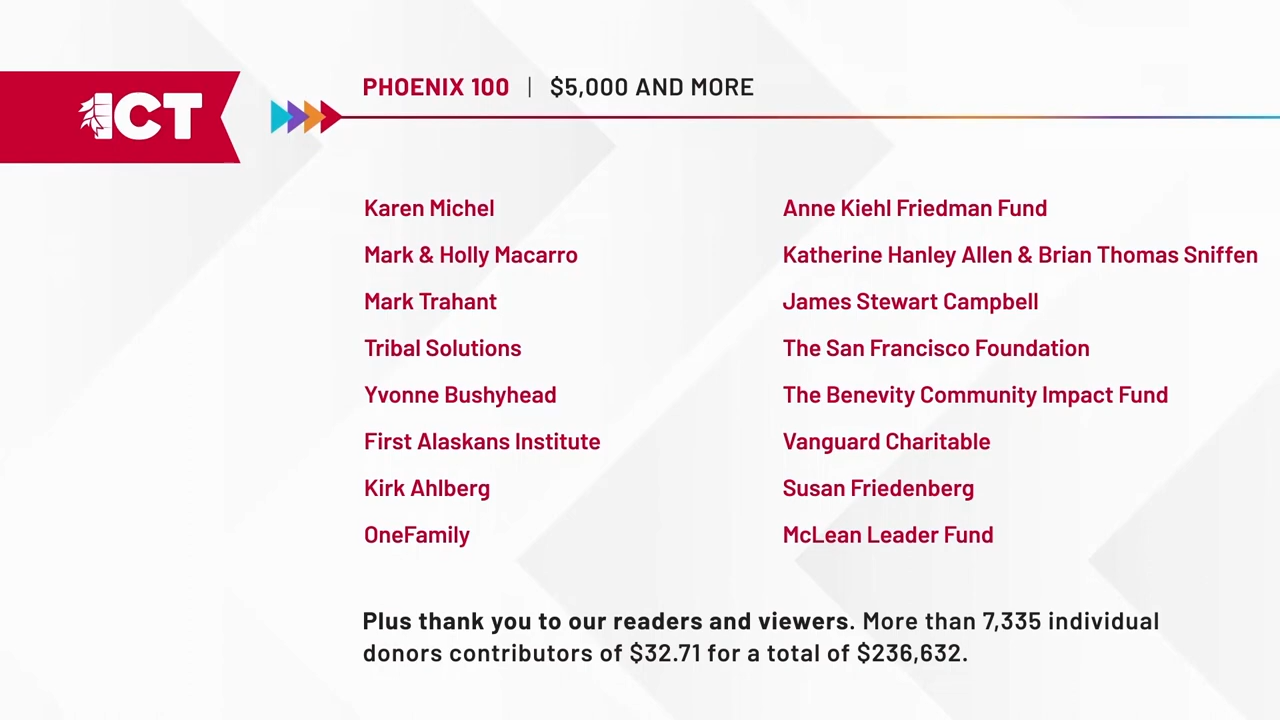 ICT
PHOENIX 100 | $5,000 AND MORE
Karen Michel
Mark & Holly Macarro
Mark Trahant
Tribal Solutions
Yvonne Bushyhead
First Alaskans Institute
Kirk Ahlberg
OneFamily
Anne Kiehl Friedman Fund
Katherine Hanley Allen & Brian Thomas Sniffen
James Stewart Campbell
The San Francisco Foundation
The Benevity Community Impact Fund
Vanguard Charitable
Susan Friedenberg
McLean Leader Fund
Plus thank you to our readers and viewers. More than 7,335 individual
donors contributors of $32.71 for a total of $236,632.